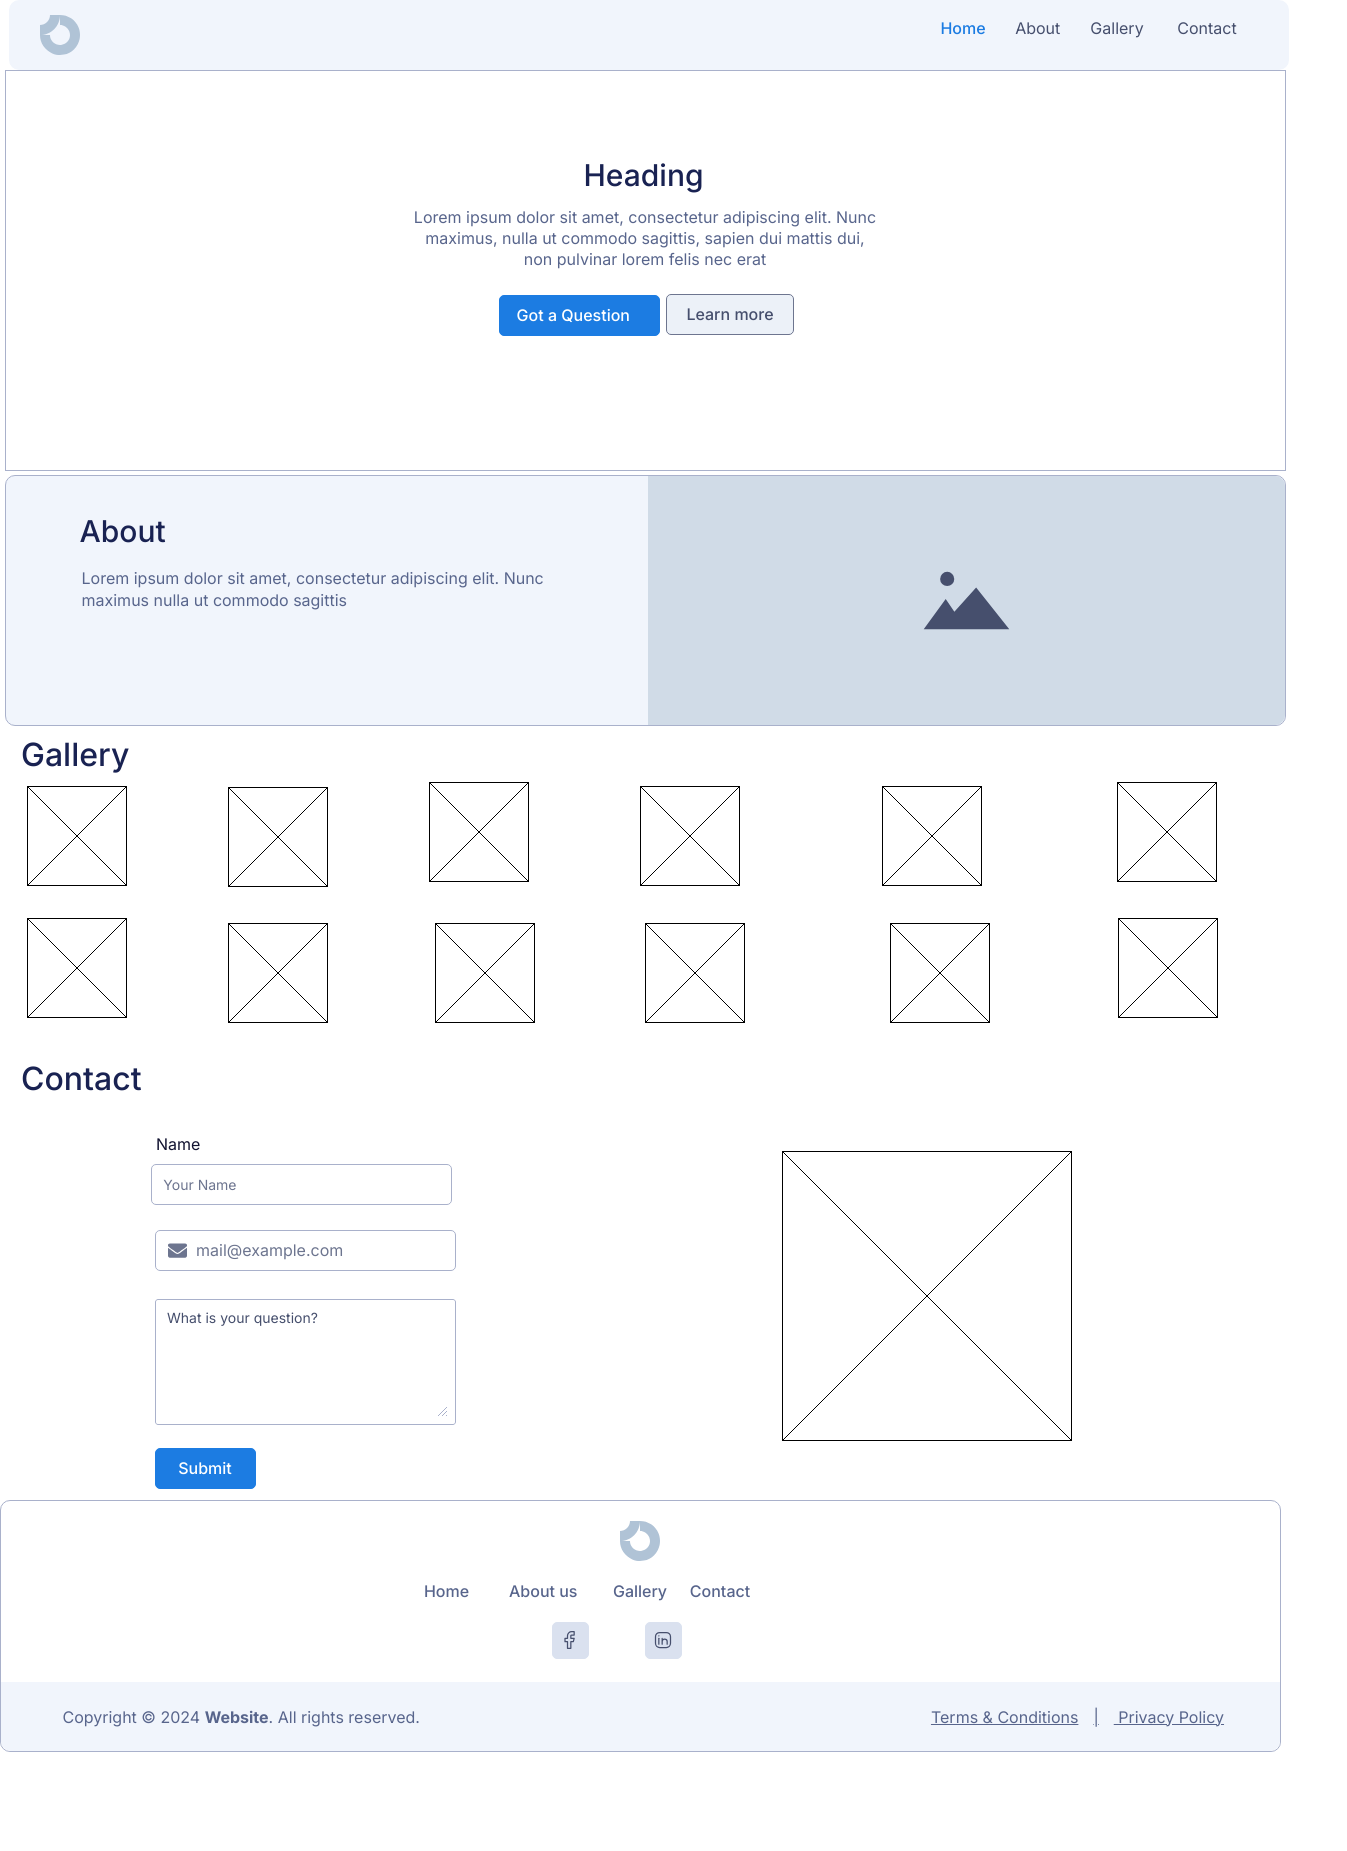 Home About Gallery Contact
Heading
Lorem ipsum dolor sit amet, consectetur adipiscing elit. Nunc
maximus, nulla ut commodo sagittis, sapien dui mattis dui,
non pulvinar lorem felis nec erat
Got a Question Learn more
About
Lorem ipsum dolor sit amet, consectetur adipiscing elit. Nunc
maximus nulla ut commodo sagittis
Gallery
Contact
Name
Your Name
mail@example.com
What is your question?
Submit
Home About us Gallery Contact
Copyright © 2024 Website. All rights reserved. Terms & Conditions | Privacy Policy